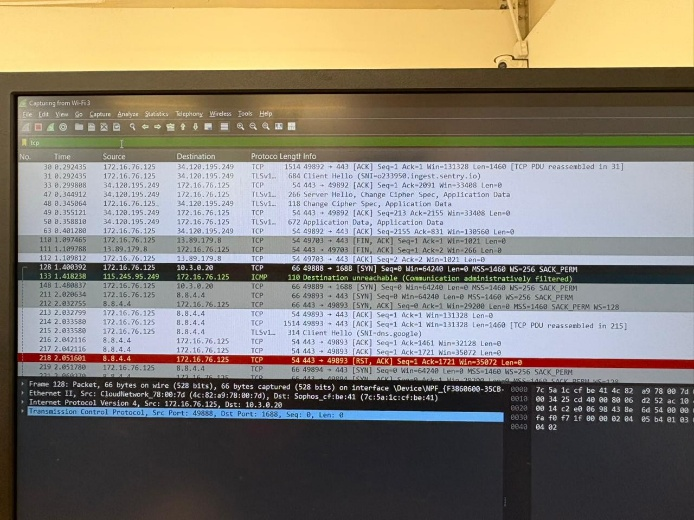 Capturing from Wi-Fi 3
File Edit View Go Capture Analyze Statistics Telephony Wireless Tools Help
tcp
No. Time Source Destination Protoco Lengtl Info
30 0.292435 172.16.76.125 34.120.195.249 TCP 1514 49892 → 443 [ACK] Seq=1 Ack=1 Win=131328 Len=1460 [TCP PDU reassembled in 31]
31 0.292435 172.16.76.125 34.120.195.249 TLSv1… 684 Client Hello (SNI=o233950.ingest.sentry.io)
33 0.299808 34.120.195.249 172.16.76.125 TCP 54 443 → 49892 [ACK] Seq=1 Ack=2091 Win=33408 Len=0
47 0.344912 34.120.195.249 172.16.76.125 TLSv1… 266 Server Hello, Change Cipher Spec, Application Data
48 0.345064 172.16.76.125 34.120.195.249 TLSv1… 118 Change Cipher Spec, Application Data
49 0.355121 34.120.195.249 172.16.76.125 TCP 54 443 → 49892 [ACK] Seq=213 Ack=2155 Win=33408 Len=0
50 0.358810 34.120.195.249 172.16.76.125 TLSv1… 672 Application Data, Application Data
63 0.401280 172.16.76.125 34.120.195.249 TCP 54 49892 → 443 [ACK] Seq=2155 Ack=831 Win=130560 Len=0
110 1.097465 172.16.76.125 13.89.179.8 TCP 54 49703 → 443 [FIN, ACK] Seq=1 Ack=1 Win=1021 Len=0
111 1.109788 13.89.179.8 172.16.76.125 TCP 54 443 → 49703 [FIN, ACK] Seq=1 Ack=2 Win=266 Len=0
112 1.109812 172.16.76.125 13.89.179.8 TCP 54 49703 → 443 [ACK] Seq=2 Ack=2 Win=1021 Len=0
128 1.400392 172.16.76.125 10.3.0.20 TCP 66 49888 → 1688 [SYN] Seq=0 Win=64240 Len=0 MSS=1460 WS=256 SACK_PERM
133 1.418238 115.245.95.249 172.16.76.125 ICMP 110 Destination unreachable (Communication administratively filtered)
148 1.480837 172.16.76.125 10.3.0.20 TCP 66 49889 → 1688 [SYN] Seq=0 Win=64240 Len=0 MSS=1460 WS=256 SACK_PERM
211 2.020634 172.16.76.125 8.8.4.4 TCP 66 49893 → 443 [SYN] Seq=0 Win=64240 Len=0 MSS=1460 WS=256 SACK_PERM
212 2.032755 8.8.4.4 172.16.76.125 TCP 66 443 → 49893 [SYN, ACK] Seq=0 Ack=1 Win=29200 Len=0 MSS=1460 SACK_PERM WS=128
213 2.032799 172.16.76.125 8.8.4.4 TCP 54 49893 → 443 [ACK] Seq=1 Ack=1 Win=131328 Len=0
214 2.033580 172.16.76.125 8.8.4.4 TCP 1514 49893 → 443 [ACK] Seq=1 Ack=1 Win=131328 Len=1460 [TCP PDU reassembled in 215]
215 2.033580 172.16.76.125 8.8.4.4 TLSv1… 314 Client Hello (SNI=dns.google)
216 2.042116 8.8.4.4 172.16.76.125 TCP 54 443 → 49893 [ACK] Seq=1 Ack=1461 Win=32128 Len=0
217 2.042116 8.8.4.4 172.16.76.125 TCP 54 443 → 49893 [ACK] Seq=1 Ack=1721 Win=35072 Len=0
218 2.051601 8.8.4.4 172.16.76.125 TCP 54 443 → 49893 [RST, ACK] Seq=1 Ack=1721 Win=35072 Len=0
219 2.051780 172.16.76.125 8.8.4.4 TCP 66 49894 → 443 [SYN] Seq=0 Win=64240 Len=0 MSS=1460 WS=256 SACK_PERM
Frame 128: Packet, 66 bytes on wire (528 bits), 66 bytes captured (528 bits) on interface \Device\NPF_{F3860600-35CB-
Ethernet II, Src: CloudNetwork_78:00:7d (4c:82:a9:78:00:7d), Dst: Sophos_cf:be:41 (7c:5a:1c:cf:be:41)
Internet Protocol Version 4, Src: 172.16.76.125, Dst: 10.3.0.20
Transmission Control Protocol, Src Port: 49888, Dst Port: 1688, Seq: 0, Len: 0
0000 7c 5a 1c cf be 41 4c 82 a9 78 00 7d
0010 00 34 25 cd 40 00 80 06 d2 52 ac 10
0020 00 14 c2 e0 06 98 43 8e 6d 54 00 00
0030 fa f0 f7 1f 00 00 02 04 05 b4 01 03
0040 04 02